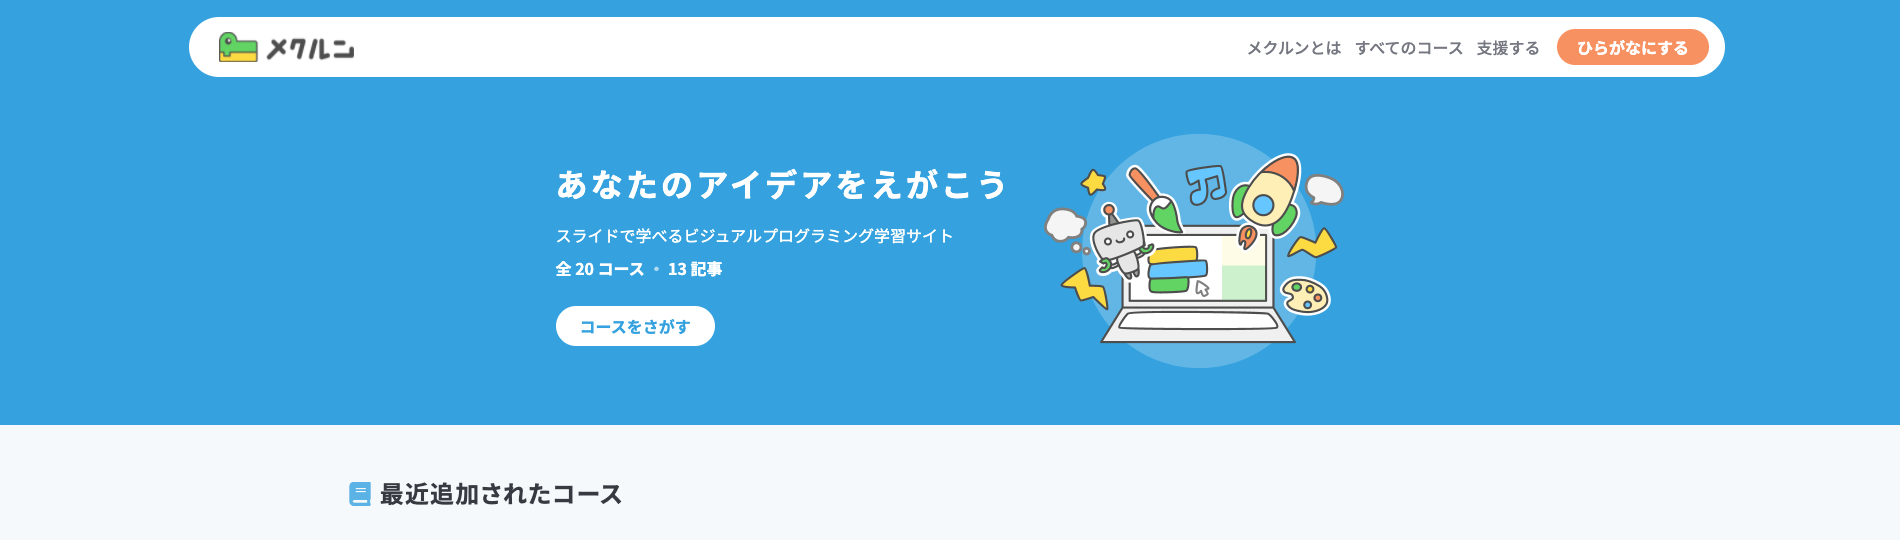 メクルン
メクルンとは すべてのコース 支援する ひらがなにする
あなたのアイデアをえがこう
スライドで学べるビジュアルプログラミング学習サイト
全 20 コース ・ 13 記事
コースをさがす
最近追加されたコース